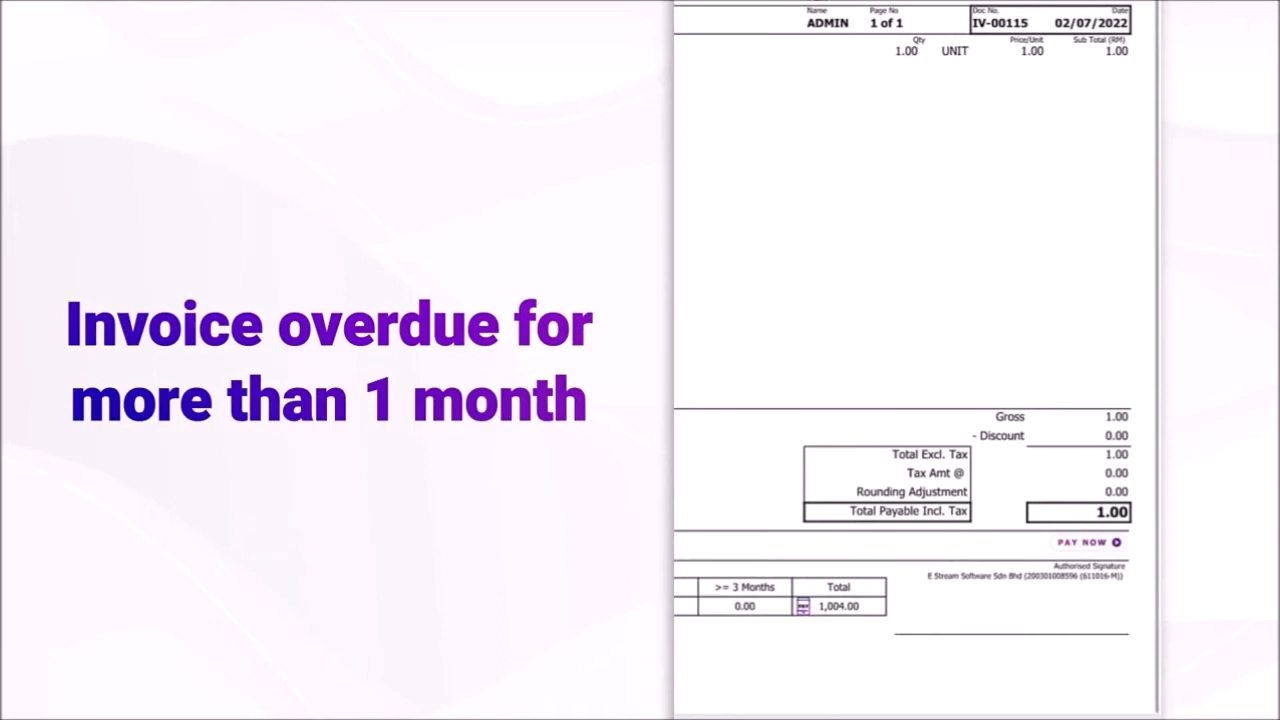 Invoice overdue for
more than 1 month
Name Page No Doc No. Date
ADMIN 1 of 1 IV-00115 02/07/2022
Qty Price/Unit Sub Total (RM)
1.00 UNIT 1.00 1.00
Gross 1.00
- Discount 0.00
Total Excl. Tax 1.00
Tax Amt @ 0.00
Rounding Adjustment 0.00
Total Payable Incl. Tax 1.00
PAY NOW
Authorised Signature
E Stream Software Sdn Bhd (200301008596 (611016-M))
>= 3 Months Total
0.00 1,004.00